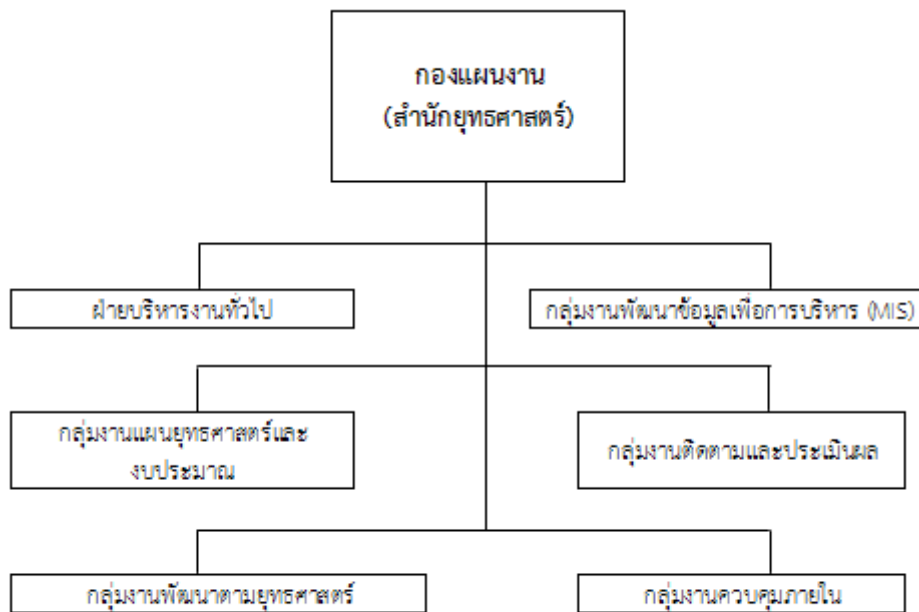 กองแผนงาน
(สำนักยุทธศาสตร์)
ฝ่ายบริหารงานทั่วไป
กลุ่มงานพัฒนาข้อมูลเพื่อการบริหาร (MIS)
กลุ่มงานแผนยุทธศาสตร์และ
งบประมาณ
กลุ่มงานติดตามและประเมินผล
กลุ่มงานพัฒนาตามยุทธศาสตร์
กลุ่มงานควบคุมภายใน